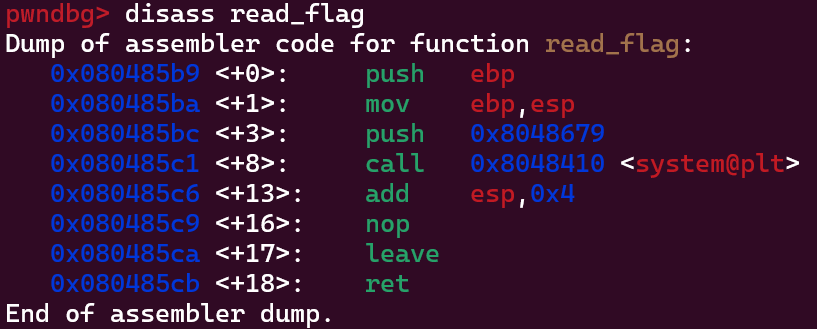 pwndbg> disass read_flag
Dump of assembler code for function read_flag:
   0x080485b9 <+0>:     push   ebp
   0x080485ba <+1>:     mov    ebp,esp
   0x080485bc <+3>:     push   0x8048679
   0x080485c1 <+8>:     call   0x8048410 <system@plt>
   0x080485c6 <+13>:    add    esp,0x4
   0x080485c9 <+16>:    nop
   0x080485ca <+17>:    leave
   0x080485cb <+18>:    ret
End of assembler dump.